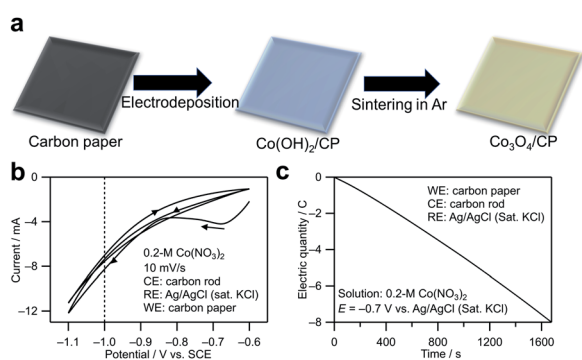 a
Electrodeposition
Sintering in Ar
Carbon paper
Co(OH)₂/CP
Co₃O₄/CP
b
0
−4
−8
−12
Current / mA
0.2-M Co(NO₃)₂
10 mV/s
CE: carbon rod
RE: Ag/AgCl (sat. KCl)
WE: carbon paper
−1.1 −1.0 −0.9 −0.8 −0.7 −0.6
Potential / V vs. SCE
c
0
−2
−4
−6
−8
Electric quantity / C
WE: carbon paper
CE: carbon rod
RE: Ag/AgCl (Sat. KCl)
Solution: 0.2-M Co(NO₃)₂
E = −0.7 V vs. Ag/AgCl (Sat. KCl)
0 400 800 1200 1600
Time / s